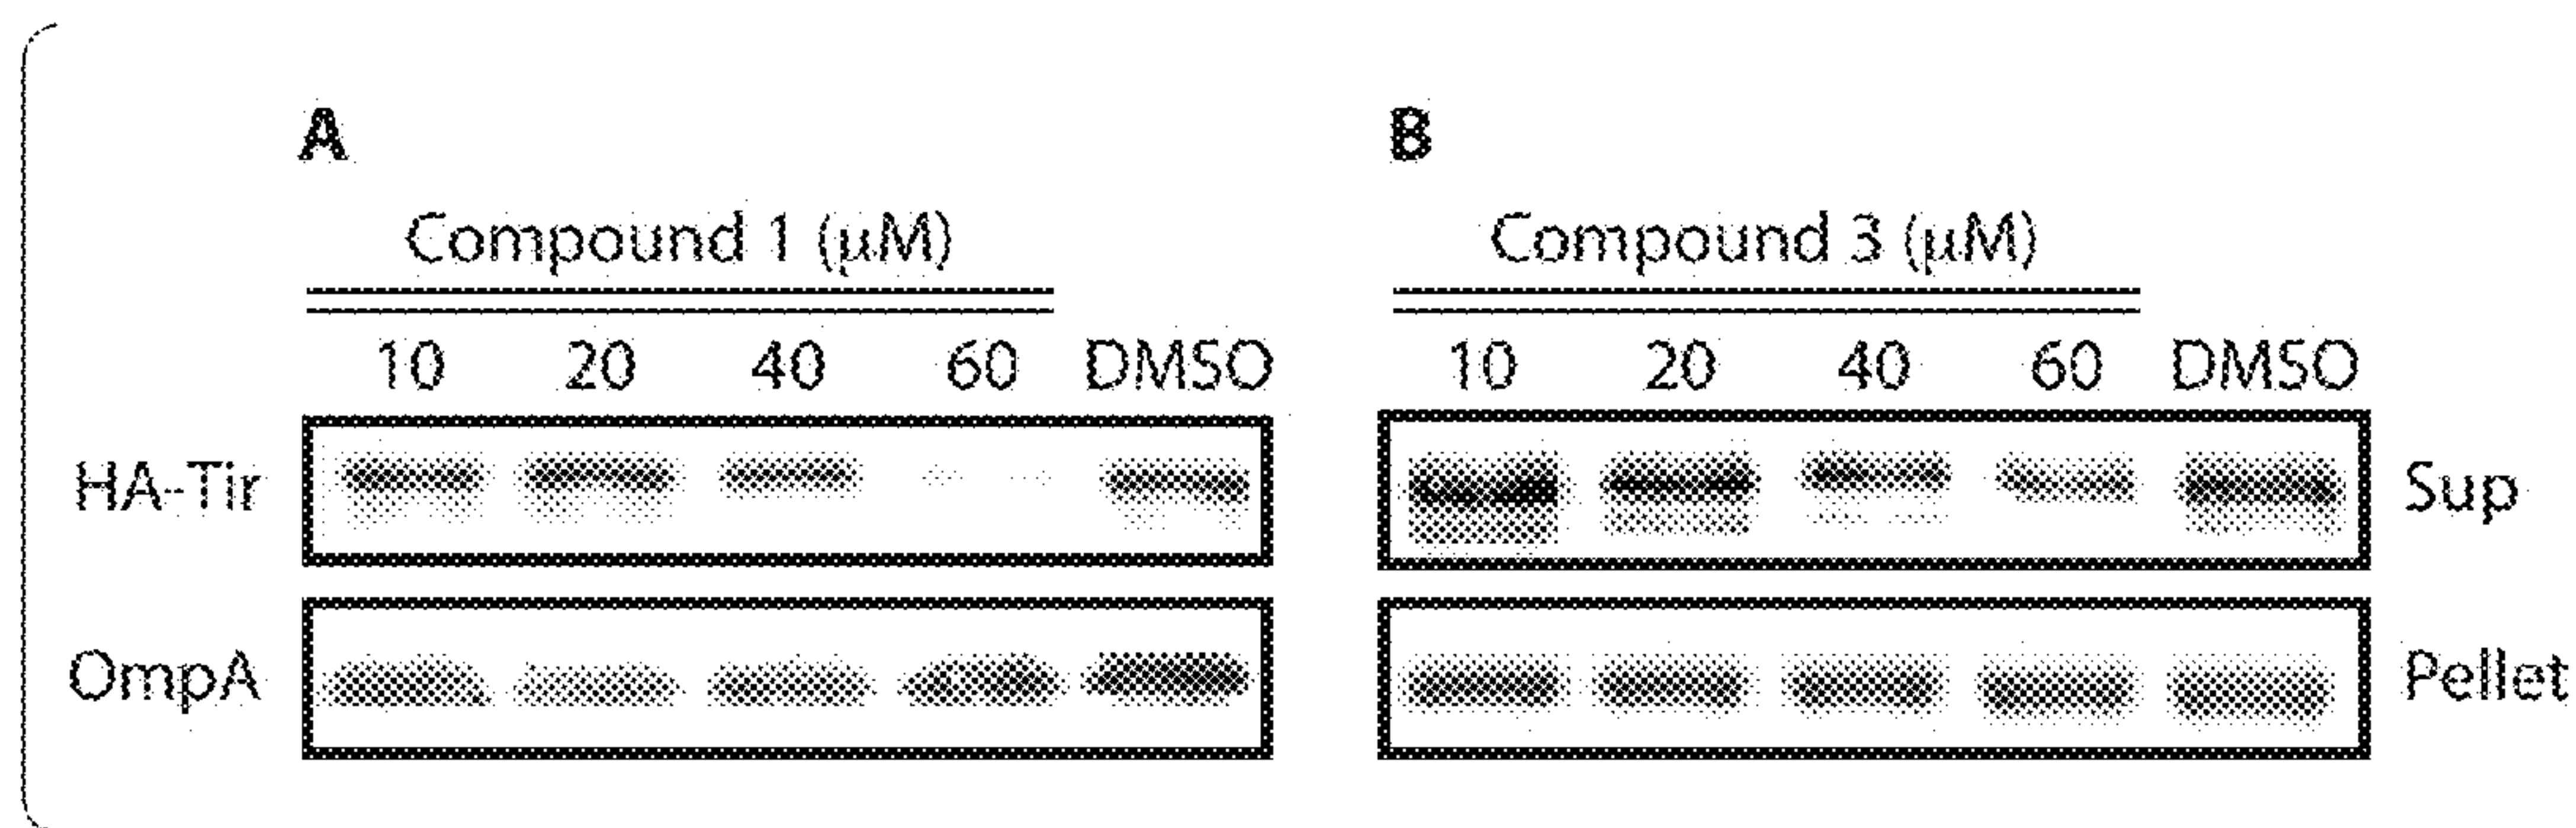 A
Compound 1 (μM)
10 20 40 60 DMSO
HA-Tir
OmpA
B
Compound 3 (μM)
10 20 40 60 DMSO
Sup
Pellet